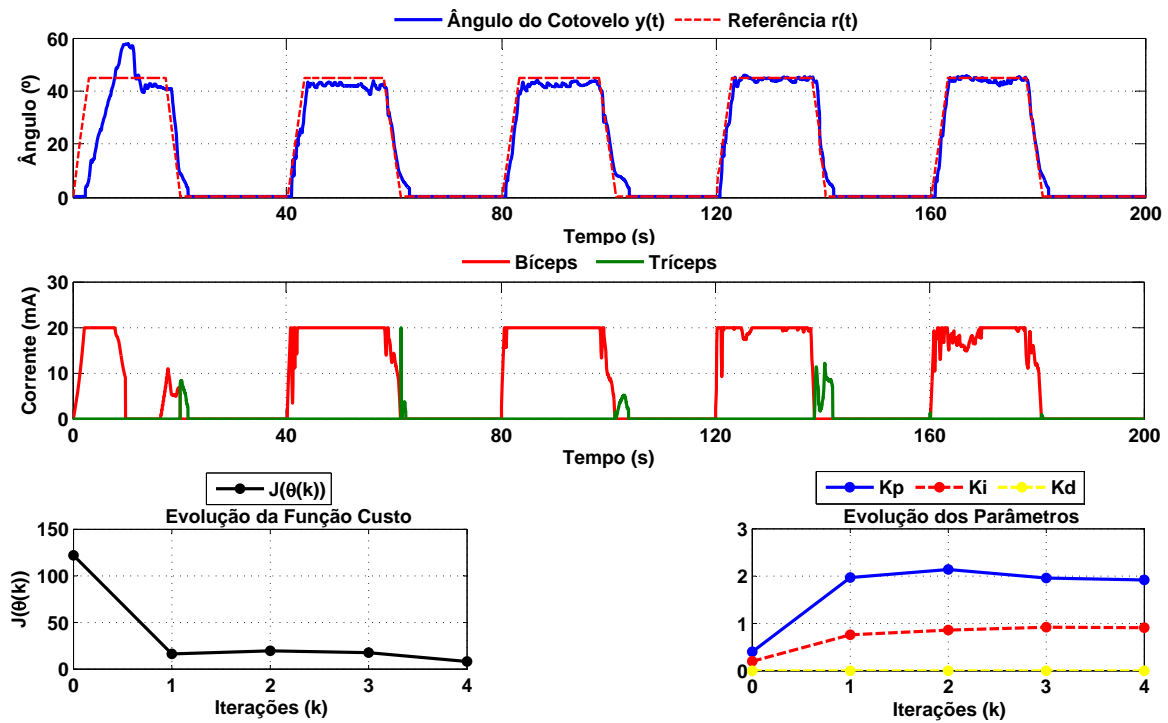 Ângulo do Cotovelo y(t) Referência r(t)
60
40
20
0
Ângulo (º)
0 40 80 120 160 200
Tempo (s)
Bíceps Tríceps
30
20
10
0
Corrente (mA)
0 40 80 120 160 200
Tempo (s)
J(θ(k))
Evolução da Função Custo
150
100
50
0
J(θ(k))
0 1 2 3 4
Iterações (k)
Kp Ki Kd
Evolução dos Parâmetros
3
2
1
0
0 1 2 3 4
Iterações (k)